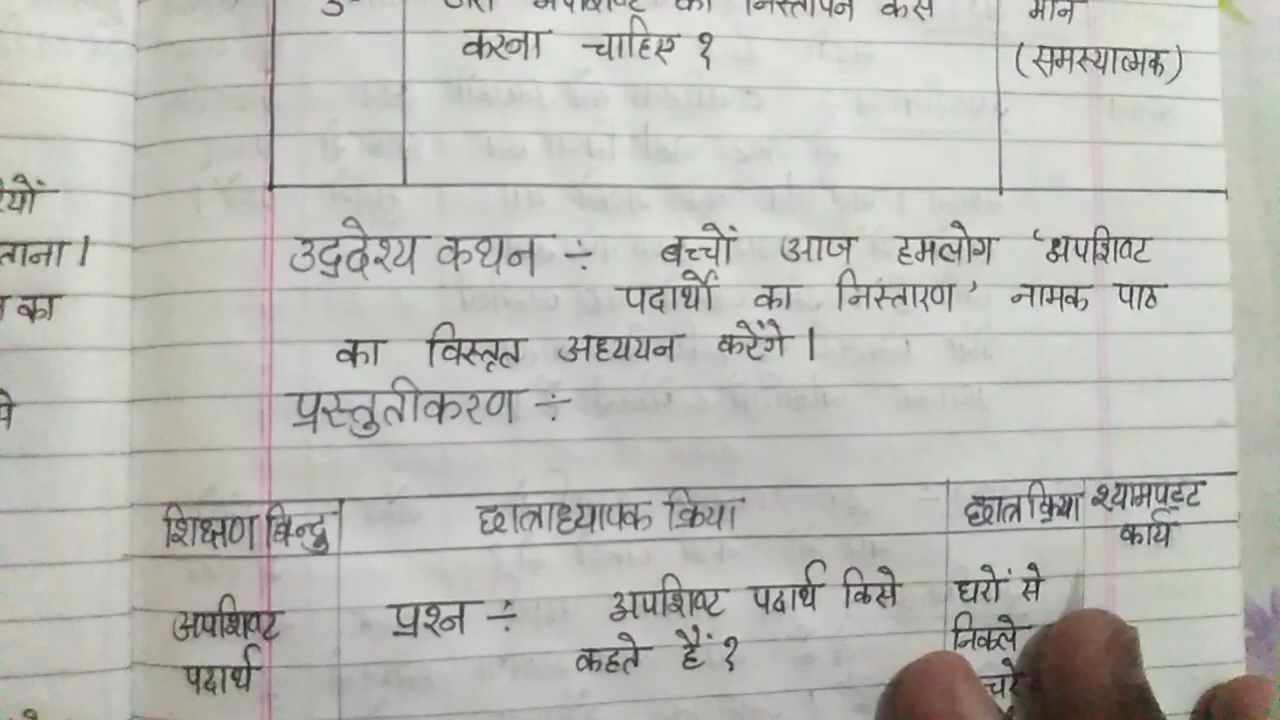 का निस्तापन कैसे मौन
करना चाहिए ? (समस्यात्मक)
ताना।
का
उद्देश्य कथन ÷ बच्चों आज हमलोग 'अपशिष्ट
पदार्थों का निस्तारण' नामक पाठ
का विस्तृत अध्ययन करेंगे।
प्रस्तुतीकरण ÷
शिक्षण बिन्दु छात्राध्यापक क्रिया छात्र क्रिया श्यामपट्ट
कार्य
अपशिष्ट प्रश्न ÷ अपशिष्ट पदार्थ किसे घरों से
पदार्थ कहते हैं ? निकले